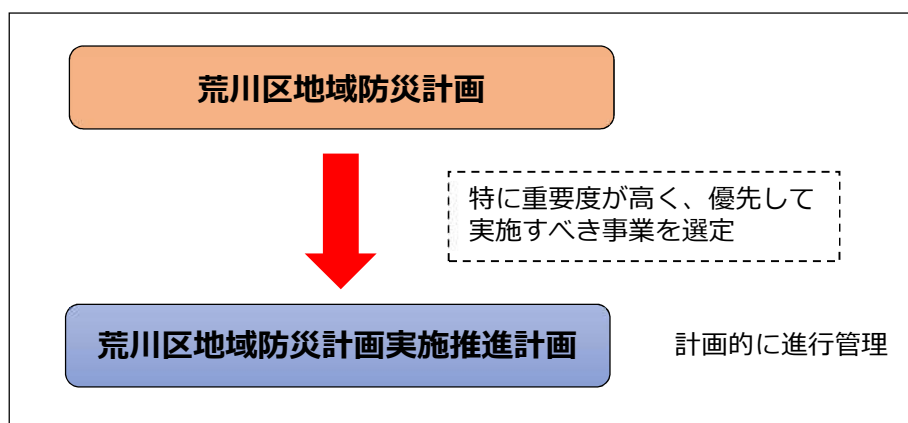 荒川区地域防災計画
特に重要度が高く、優先して
実施すべき事業を選定
荒川区地域防災計画実施推進計画
計画的に進行管理